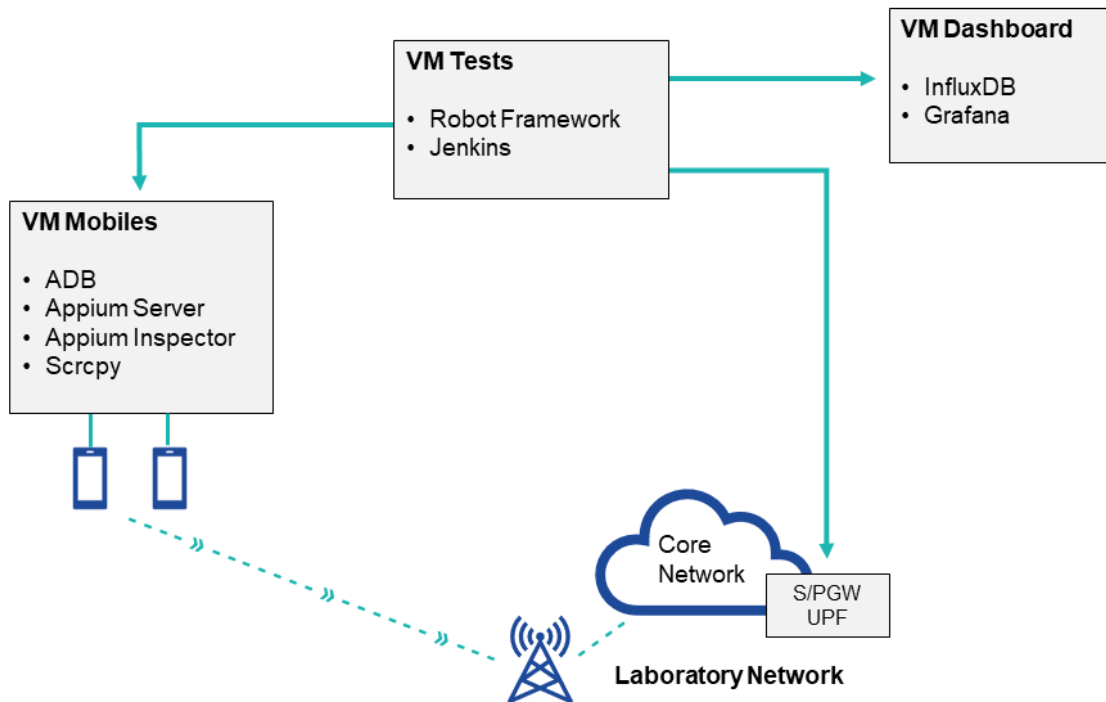 VM Dashboard
• InfluxDB
• Grafana
VM Tests
• Robot Framework
• Jenkins
VM Mobiles
• ADB
• Appium Server
• Appium Inspector
• Scrcpy
Core
Network
S/PGW
UPF
Laboratory Network